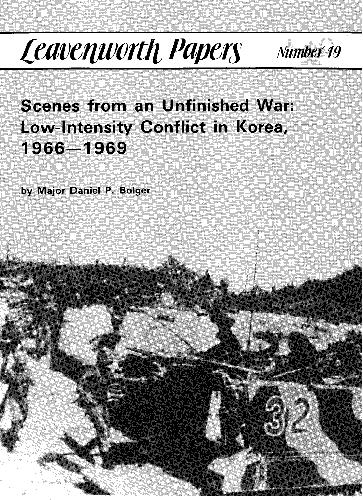 Leavenworth Papers Number 19
Scenes from an Unfinished War:
Low-Intensity Conflict in Korea,
1966—1969
by Major Daniel P. Bolger
32